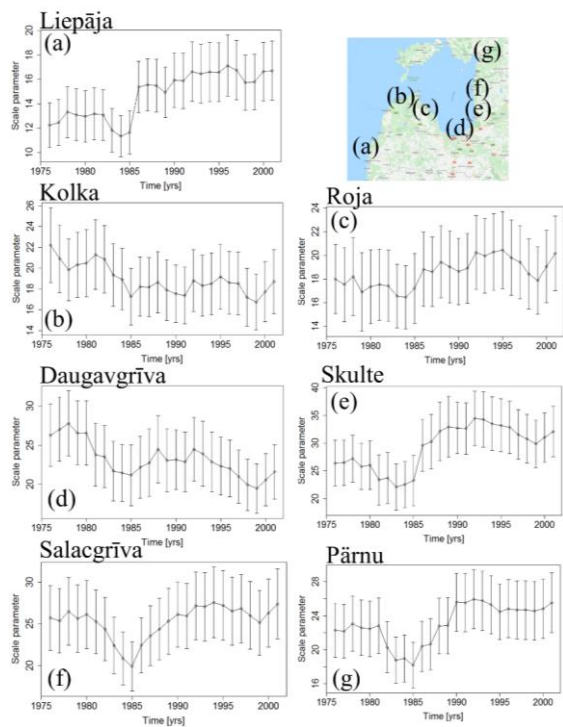 Liepāja
(a)
Scale parameter
10 12 14 16 18 20
1975 1980 1985 1990 1995 2000
Time [yrs]
(g)
(f)
(b)
(c)
(e)
(d)
(a)
Kolka
Scale parameter
14 16 18 20 22 24 26
1975 1980 1985 1990 1995 2000
Time [yrs]
(b)
Roja
(c)
Scale parameter
14 16 18 20 22 24
1975 1980 1985 1990 1995 2000
Time [yrs]
Daugavgrīva
Scale parameter
20 25 30
1975 1980 1985 1990 1995 2000
Time [yrs]
(d)
Skulte
(e)
Scale parameter
20 25 30 35 40
1975 1980 1985 1990 1995 2000
Time [yrs]
Salacgrīva
Scale parameter
20 25 30
1975 1980 1985 1990 1995 2000
Time [yrs]
(f)
Pärnu
Scale parameter
16 20 24 28
1975 1980 1985 1990 1995 2000
Time [yrs]
(g)